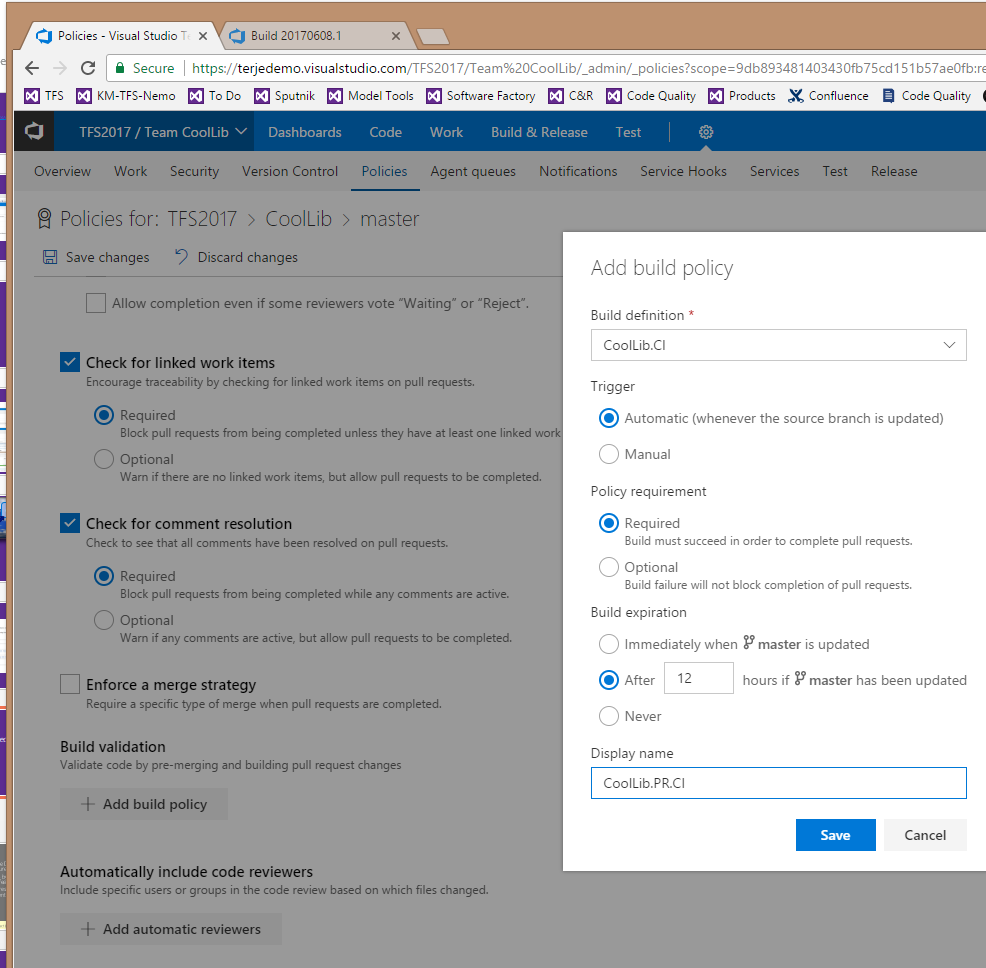 Policies - Visual Studio Te
Build 20170608.1
Secure
https://terjedemo.visualstudio.com/TFS2017/Team%20CoolLib/_admin/_policies?scope=9db893481403430fb75cd151b57ae0fb:re
TFS KM-TFS-Nemo To Do Sputnik Model Tools Software Factory C&R Code Quality Products Confluence Code Quality
TFS2017 / Team CoolLib Dashboards Code Work Build & Release Test
Overview Work Security Version Control Policies Agent queues Notifications Service Hooks Services Test Release
Policies for: TFS2017 > CoolLib > master
Save changes Discard changes
Allow completion even if some reviewers vote “Waiting” or “Reject”.
Check for linked work items
Encourage traceability by checking for linked work items on pull requests.
Required
Block pull requests from being completed unless they have at least one linked work
Optional
Warn if there are no linked work items, but allow pull requests to be completed.
Check for comment resolution
Check to see that all comments have been resolved on pull requests.
Required
Block pull requests from being completed while any comments are active.
Optional
Warn if any comments are active, but allow pull requests to be completed.
Enforce a merge strategy
Require a specific type of merge when pull requests are completed.
Build validation
Validate code by pre-merging and building pull request changes
+ Add build policy
Automatically include code reviewers
Include specific users or groups in the code review based on which files changed.
+ Add automatic reviewers
Add build policy
Build definition *
CoolLib.CI
Trigger
Automatic (whenever the source branch is updated)
Manual
Policy requirement
Required
Build must succeed in order to complete pull requests.
Optional
Build failure will not block completion of pull requests.
Build expiration
Immediately when master is updated
After 12 hours if master has been updated
Never
Display name
CoolLib.PR.CI
Save Cancel